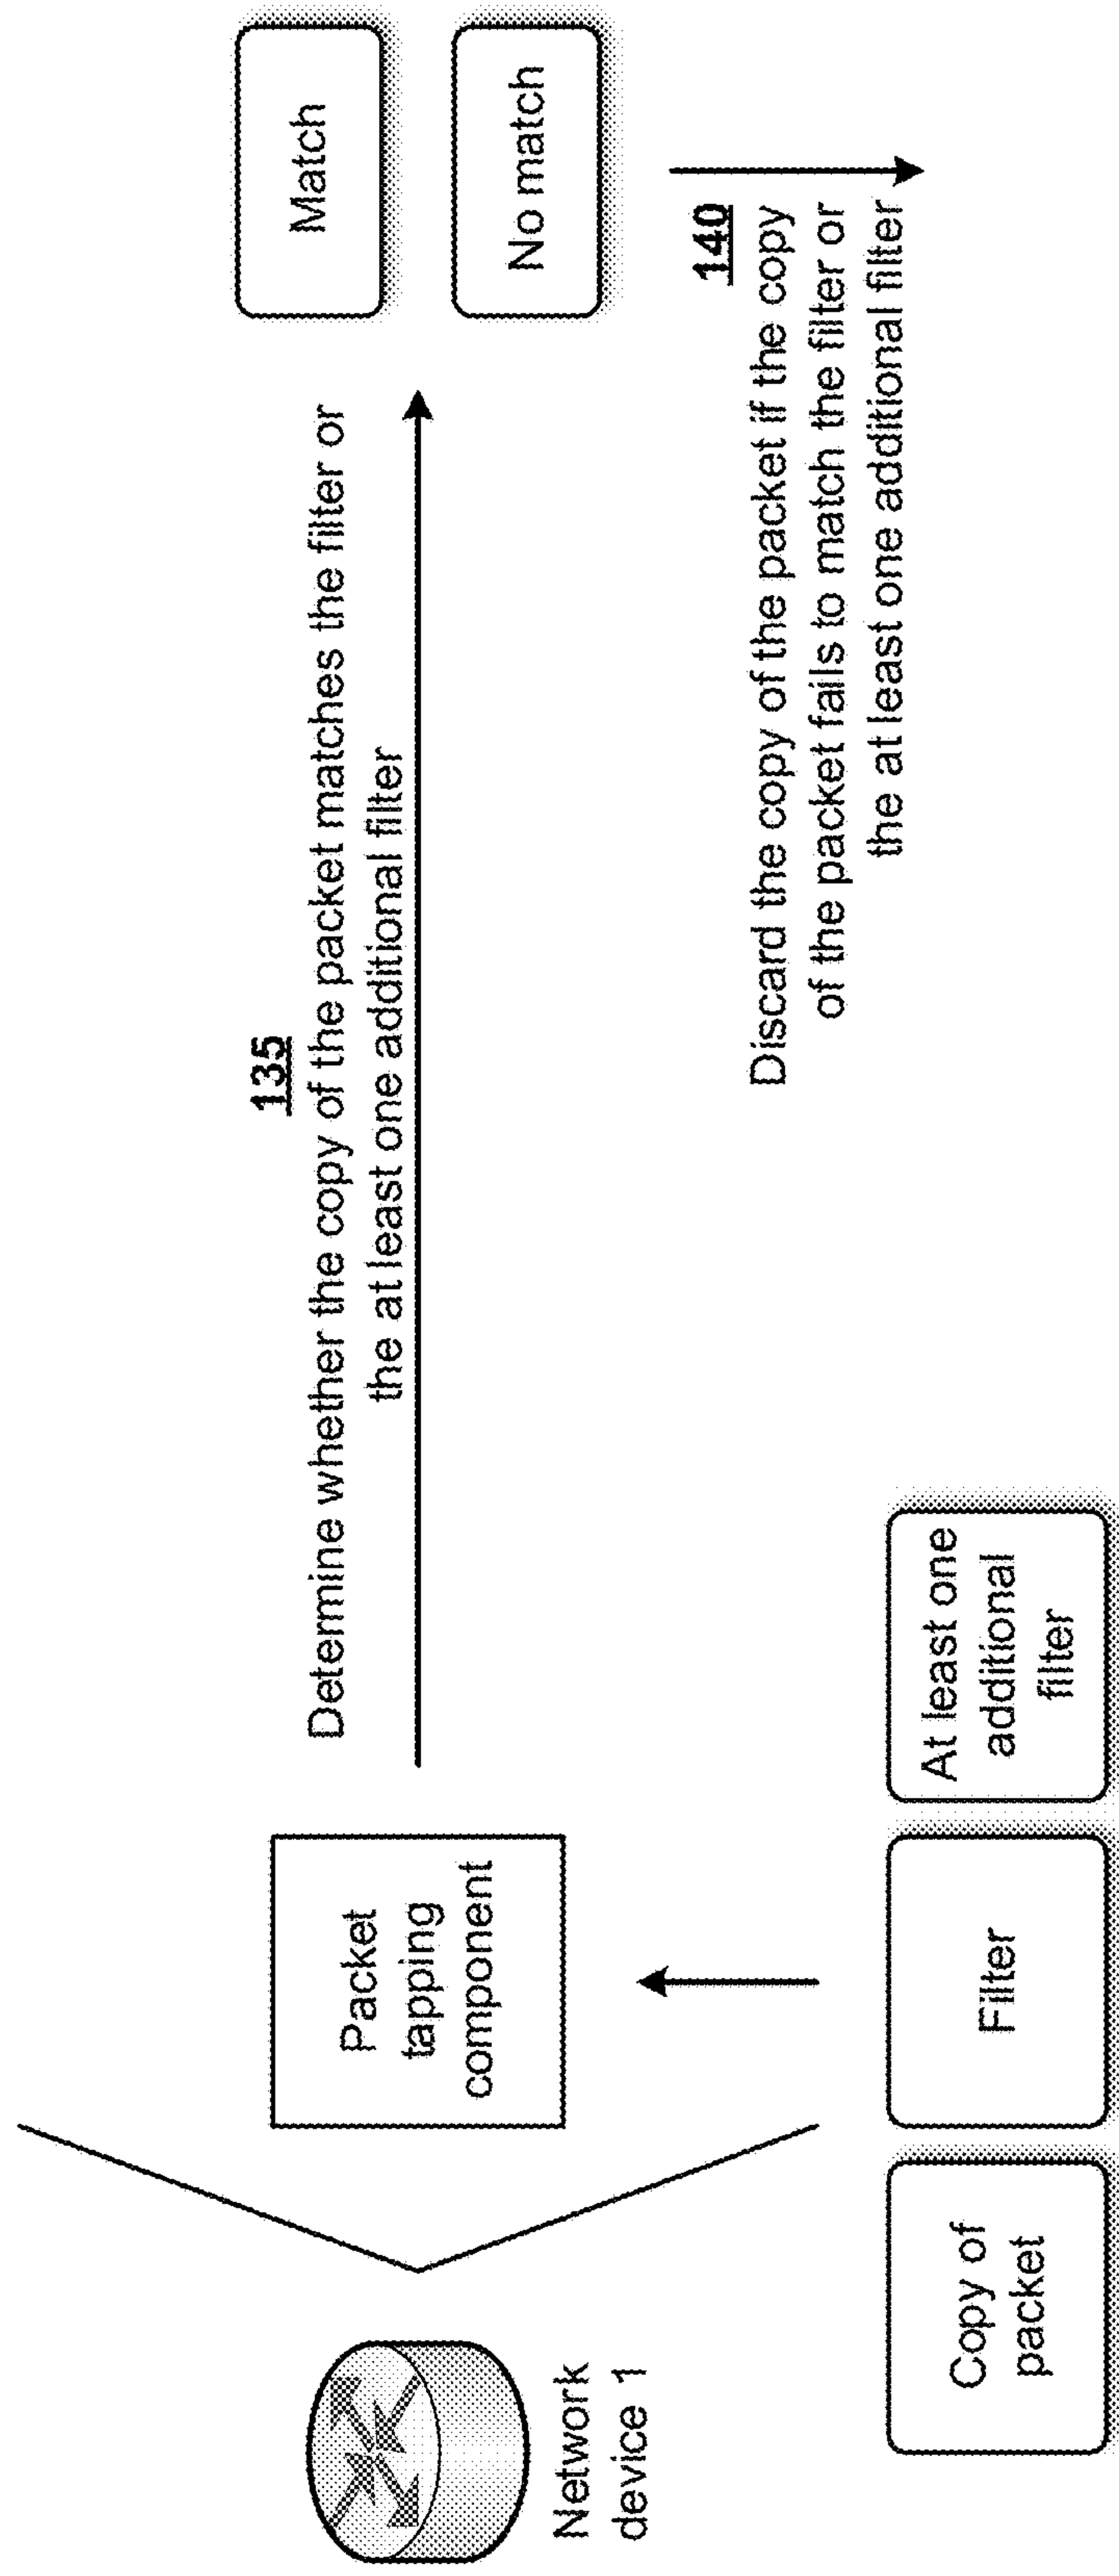 Network
device 1
Packet
tapping
component
135
Determine whether the copy of the packet matches the filter or
the at least one additional filter
Match
No match
140
Discard the copy of the packet if the copy
of the packet fails to match the filter or
the at least one additional filter
Copy of
packet
Filter
At least one
additional
filter